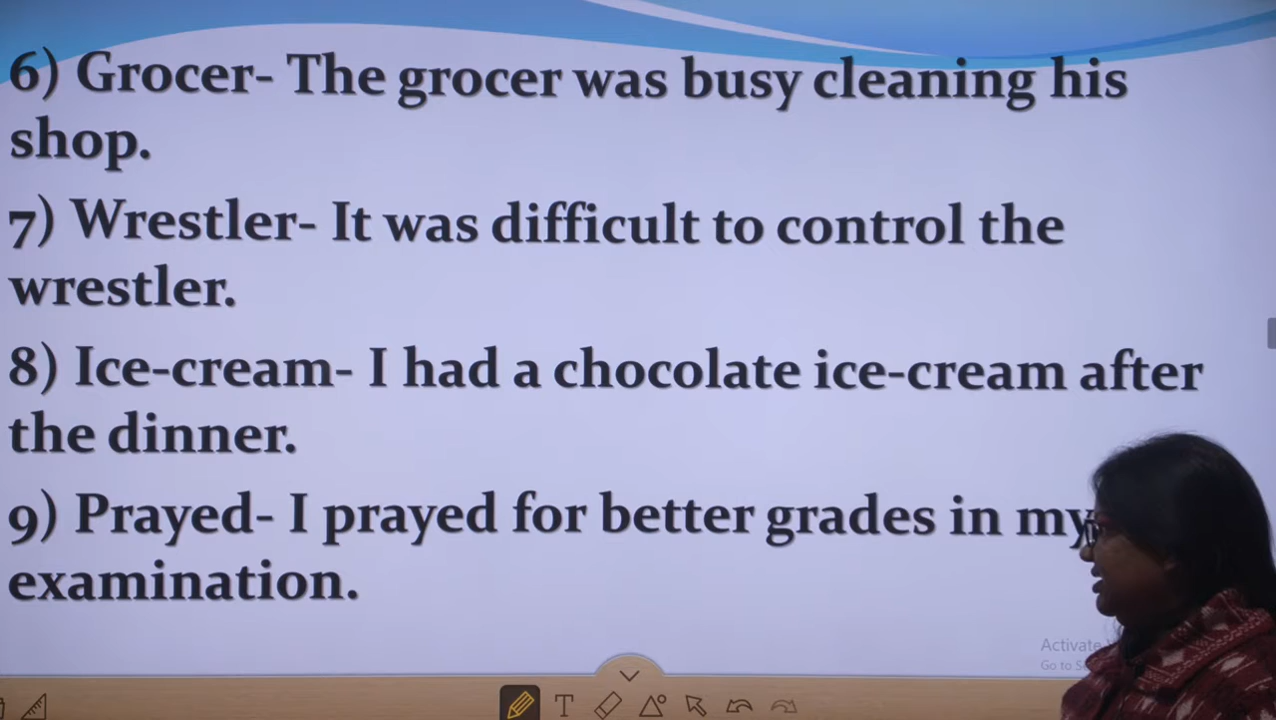 6) Grocer- The grocer was busy cleaning his
shop.
7) Wrestler- It was difficult to control the
wrestler.
8) Ice-cream- I had a chocolate ice-cream after
the dinner.
9) Prayed- I prayed for better grades in my
examination.
Activate
Go to S
T